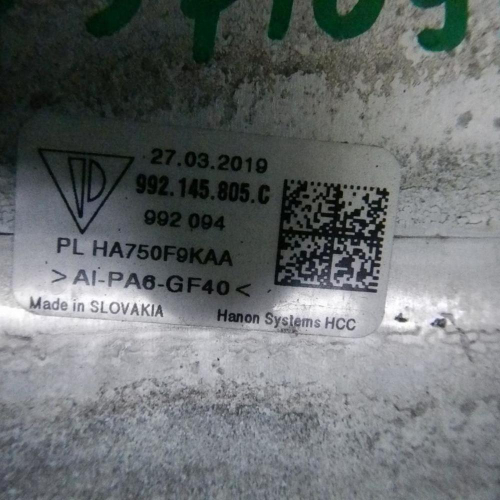 27.03.2019
992.145.805.C
992 094
PL HA750F9KAA
>AI-PA6-GF40<
Made in SLOVAKIA
Hanon Systems HCC